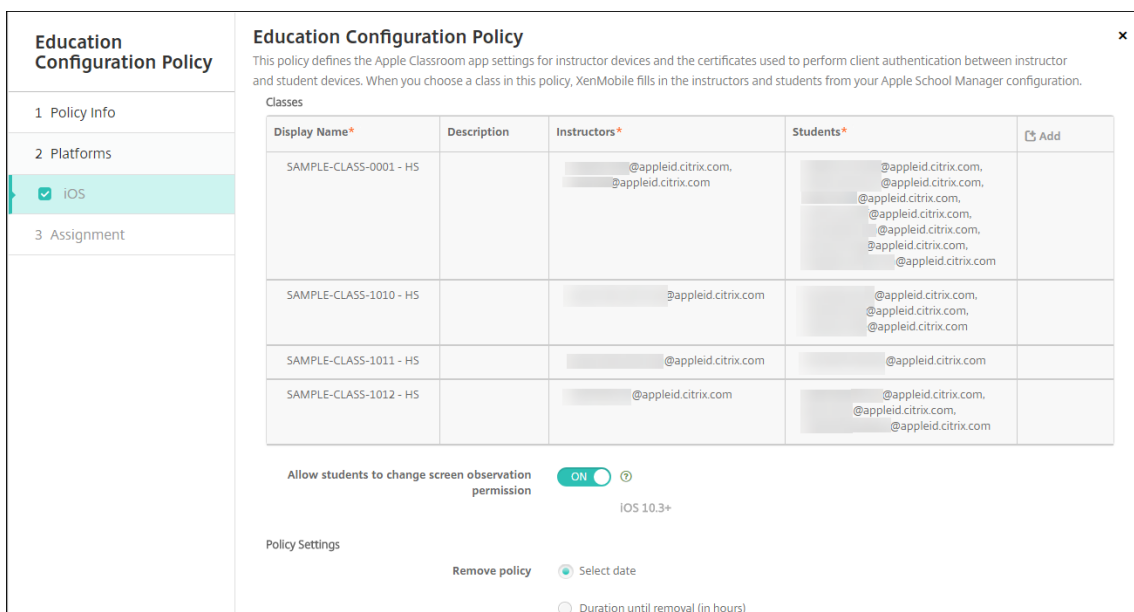 Education
Configuration Policy
1 Policy Info
2 Platforms
iOS
3 Assignment
Education Configuration Policy
This policy defines the Apple Classroom app settings for instructor devices and the certificates used to perform client authentication between instructor
and student devices. When you choose a class in this policy, XenMobile fills in the instructors and students from your Apple School Manager configuration.
Classes
Display Name* Description Instructors* Students* Add
SAMPLE-CLASS-0001 - HS
@appleid.citrix.com,
@appleid.citrix.com
@appleid.citrix.com,
@appleid.citrix.com,
@appleid.citrix.com,
@appleid.citrix.com,
@appleid.citrix.com,
@appleid.citrix.com,
@appleid.citrix.com
SAMPLE-CLASS-1010 - HS
@appleid.citrix.com
@appleid.citrix.com,
@appleid.citrix.com,
@appleid.citrix.com
SAMPLE-CLASS-1011 - HS
@appleid.citrix.com
@appleid.citrix.com
SAMPLE-CLASS-1012 - HS
@appleid.citrix.com
@appleid.citrix.com,
@appleid.citrix.com,
@appleid.citrix.com
Allow students to change screen observation
permission
ON
iOS 10.3+
Policy Settings
Remove policy
Select date
Duration until removal (in hours)